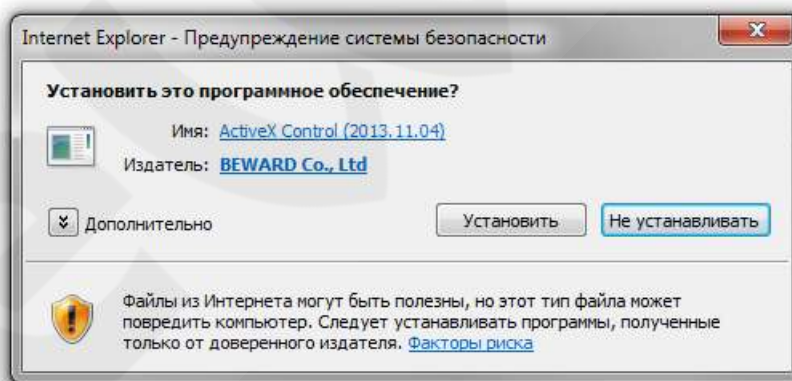 Internet Explorer - Предупреждение системы безопасности
Установить это программное обеспечение?
Имя: ActiveX Control (2013.11.04)
Издатель: BEWARD Co., Ltd
Дополнительно
Установить
Не устанавливать
Файлы из Интернета могут быть полезны, но этот тип файла может
повредить компьютер. Следует устанавливать программы, полученные
только от доверенного издателя. Факторы риска